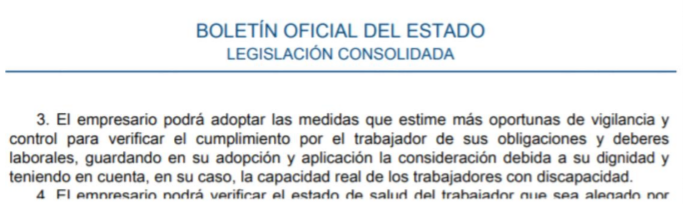 BOLETÍN OFICIAL DEL ESTADO
LEGISLACIÓN CONSOLIDADA
3. El empresario podrá adoptar las medidas que estime más oportunas de vigilancia y
control para verificar el cumplimiento por el trabajador de sus obligaciones y deberes
laborales, guardando en su adopción y aplicación la consideración debida a su dignidad y
teniendo en cuenta, en su caso, la capacidad real de los trabajadores con discapacidad.
4. El empresario podrá verificar el estado de salud del trabajador que sea alegado por